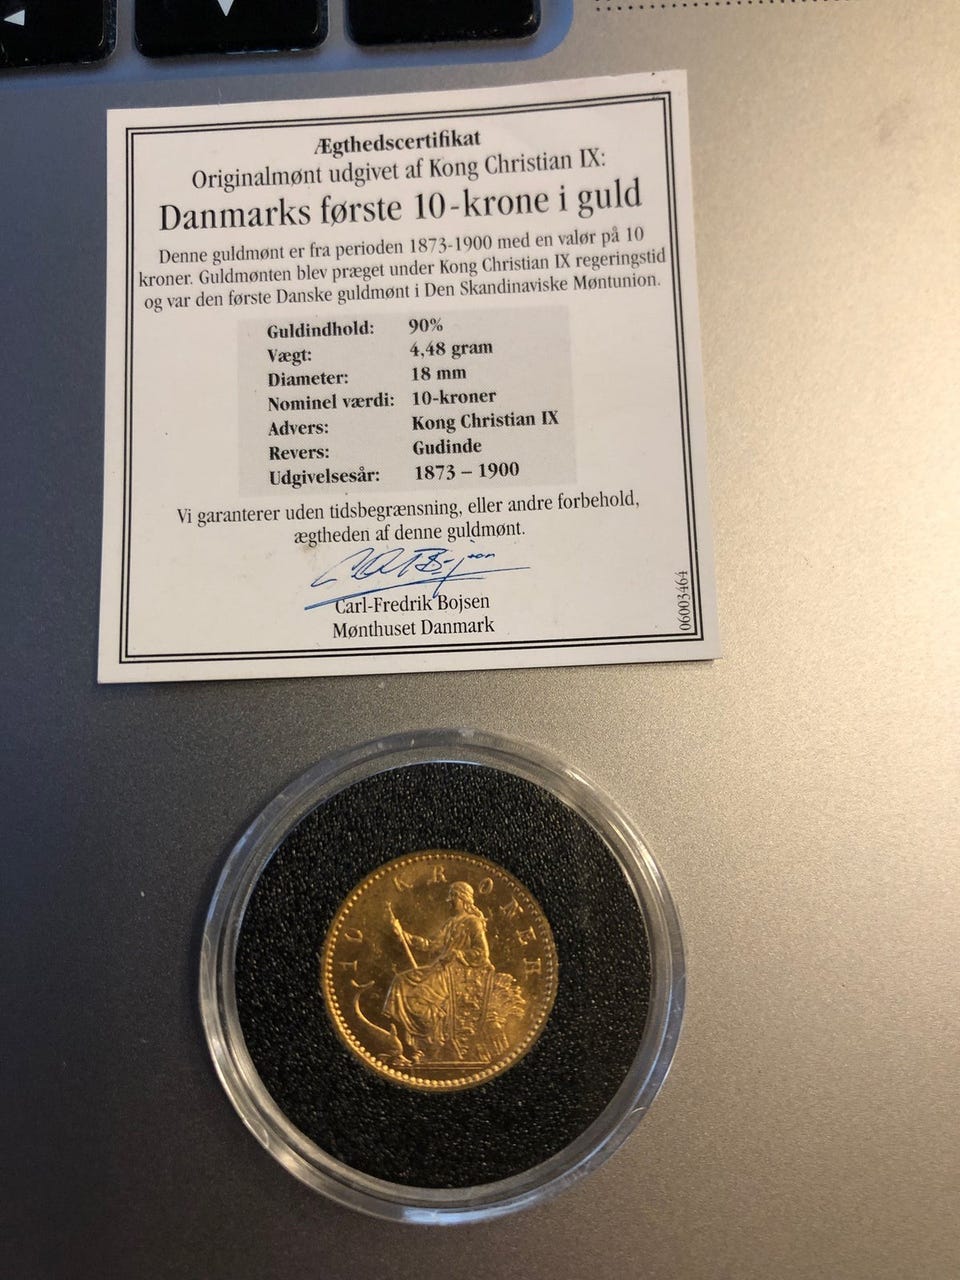 Ægthedscertifikat
Originalmønt udgivet af Kong Christian IX:
Danmarks første 10-krone i guld
Denne guldmønt er fra perioden 1873-1900 med en valør på 10
kroner. Guldmønten blev præget under Kong Christian IX regeringstid
og var den første Danske guldmønt i Den Skandinaviske Møntunion.
Guldindhold: 90%
Vægt: 4,48 gram
Diameter: 18 mm
Nominel værdi: 10-kroner
Advers: Kong Christian IX
Revers: Gudinde
Udgivelsesår: 1873 – 1900
Vi garanterer uden tidsbegrænsning, eller andre forbehold,
ægtheden af denne guldmønt.
Carl-Fredrik Bojsen
Mønthuset Danmark
06003464
10 KRONER